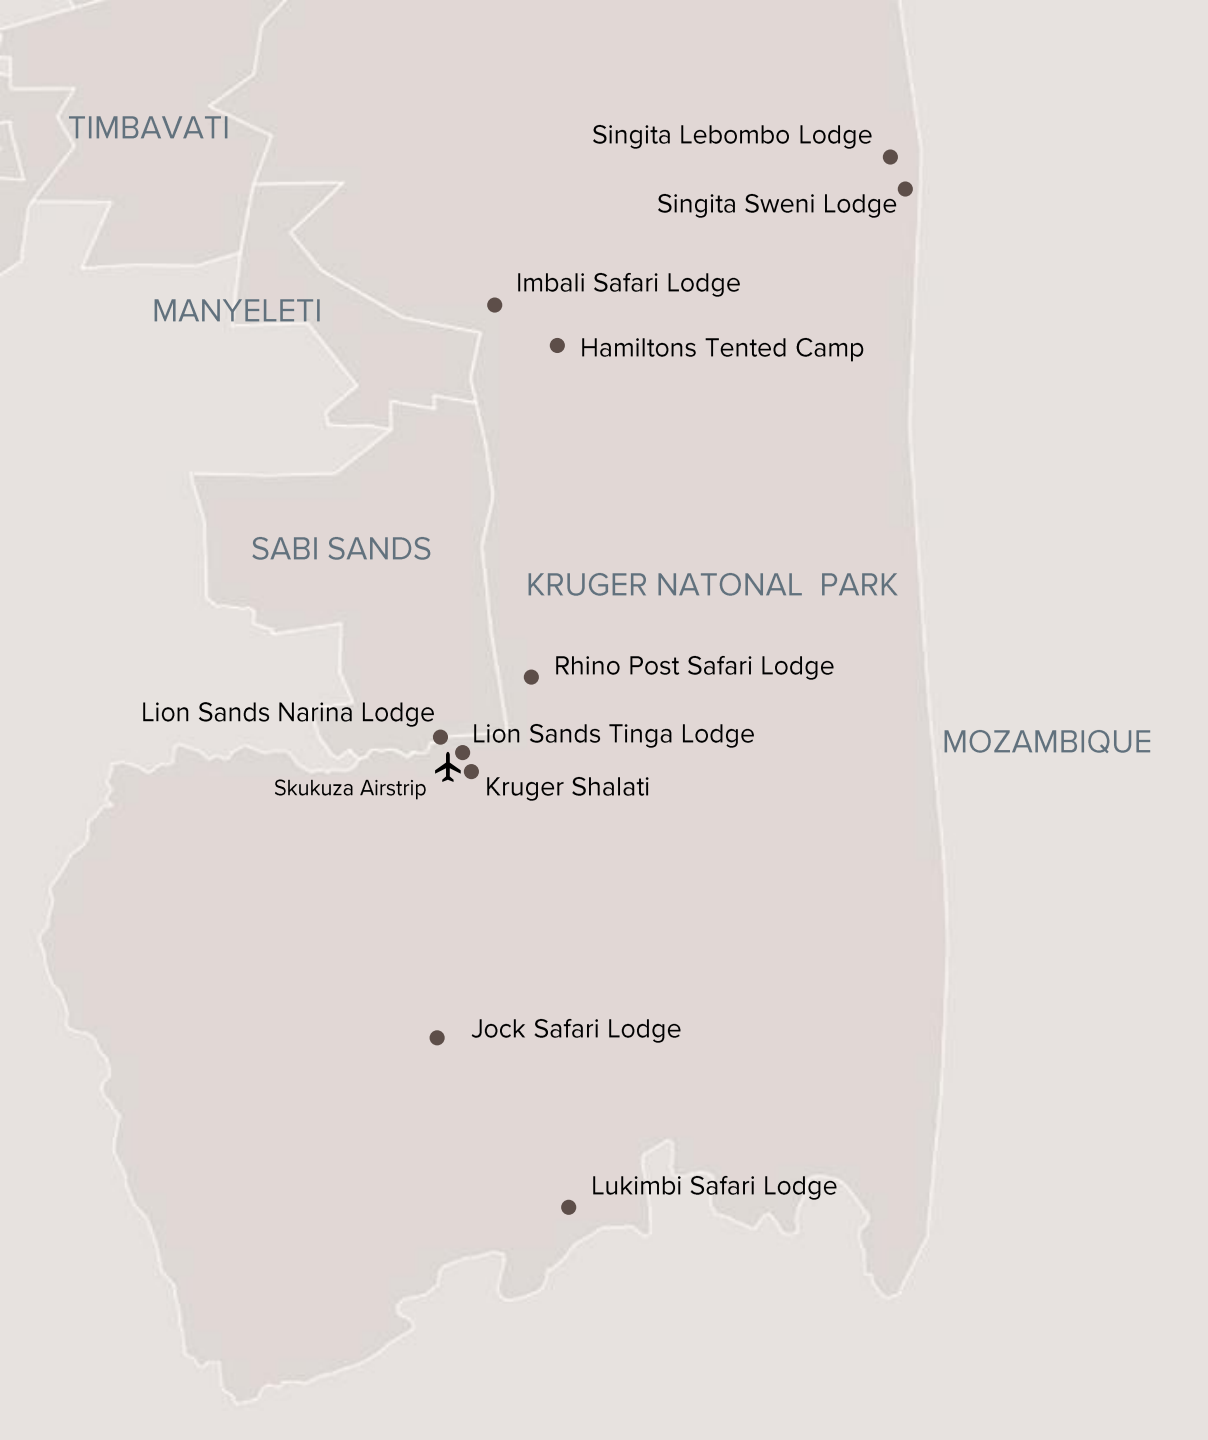 TIMBAVATI
Singita Lebombo Lodge
Singita Sweni Lodge
Imbali Safari Lodge
MANYELETI
Hamiltons Tented Camp
SABI SANDS
KRUGER NATONAL PARK
Rhino Post Safari Lodge
Lion Sands Narina Lodge
Lion Sands Tinga Lodge
MOZAMBIQUE
Skukuza Airstrip
Kruger Shalati
Jock Safari Lodge
Lukimbi Safari Lodge